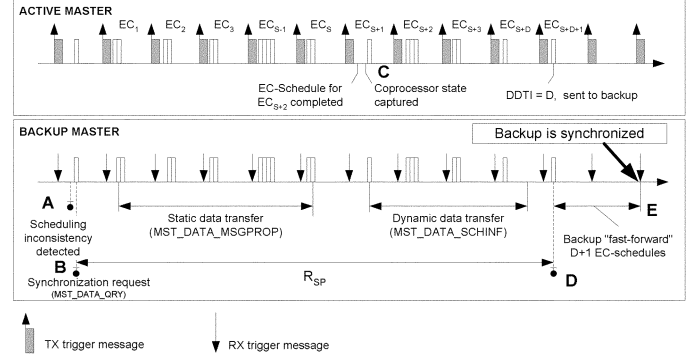 ACTIVE MASTER
EC1 EC2 EC3 ECS-1 ECS ECS+1 ECS+2 ECS+3 ECS+D ECS+D+1
C
EC-Schedule for
ECS+2 completed
Coprocessor state
captured
DDTI = D, sent to backup
BACKUP MASTER
Backup is synchronized
A
Scheduling
inconsistency
detected
Static data transfer
(MST_DATA_MSGPROP)
Dynamic data transfer
(MST_DATA_SCHINF)
E
Backup "fast-forward"
D+1 EC-schedules
B
Synchronization request
(MST_DATA_QRY)
RSP
D
TX trigger message
RX trigger message